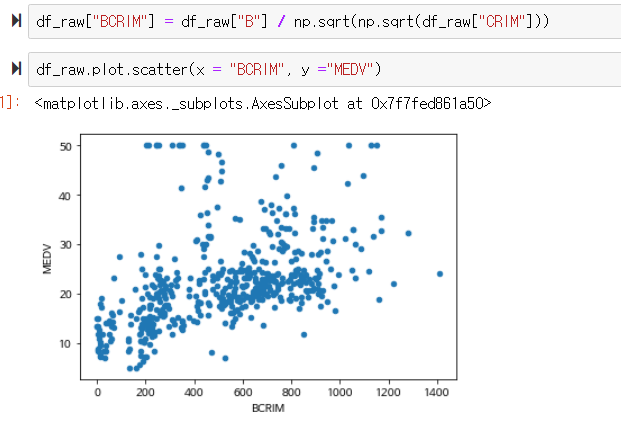 df_raw["BCRIM"] = df_raw["B"] / np.sqrt(np.sqrt(df_raw["CRIM"]))
df_raw.plot.scatter(x = "BCRIM", y ="MEDV")
1]: <matplotlib.axes._subplots.AxesSubplot at 0x7f7fed861a50>
50
40
30
20
10
MEDV
0 200 400 600 800 1000 1200 1400
BCRIM